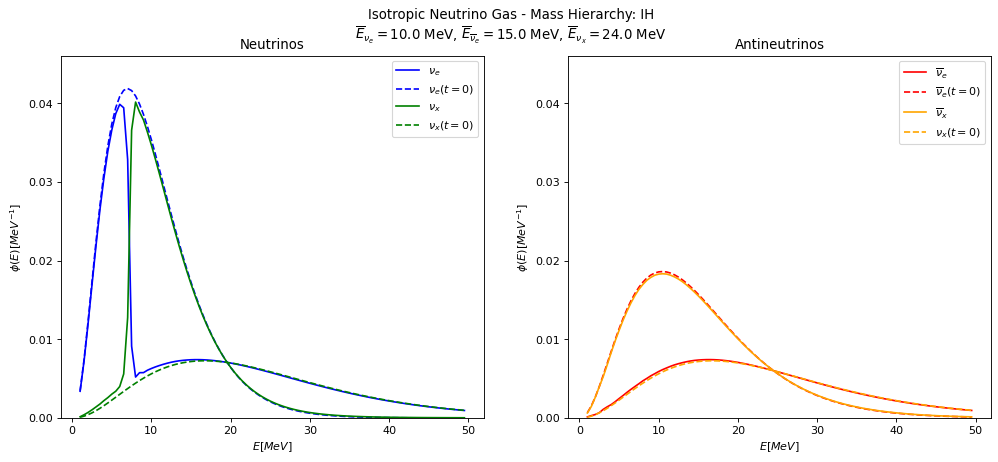 Isotropic Neutrino Gas - Mass Hierarchy: IH
E̅_νₑ = 10.0 MeV, E̅_ν̅ₑ = 15.0 MeV, E̅_νₓ = 24.0 MeV
Neutrinos
ϕ(E)[MeV⁻¹]
0.04
0.03
0.02
0.01
0.00
νₑ
νₑ(t = 0)
νₓ
νₓ(t = 0)
0 10 20 30 40 50
E[MeV]
Antineutrinos
ϕ(E)[MeV⁻¹]
0.04
0.03
0.02
0.01
0.00
ν̅ₑ
ν̅ₑ(t = 0)
ν̅ₓ
νₓ(t = 0)
0 10 20 30 40 50
E[MeV]